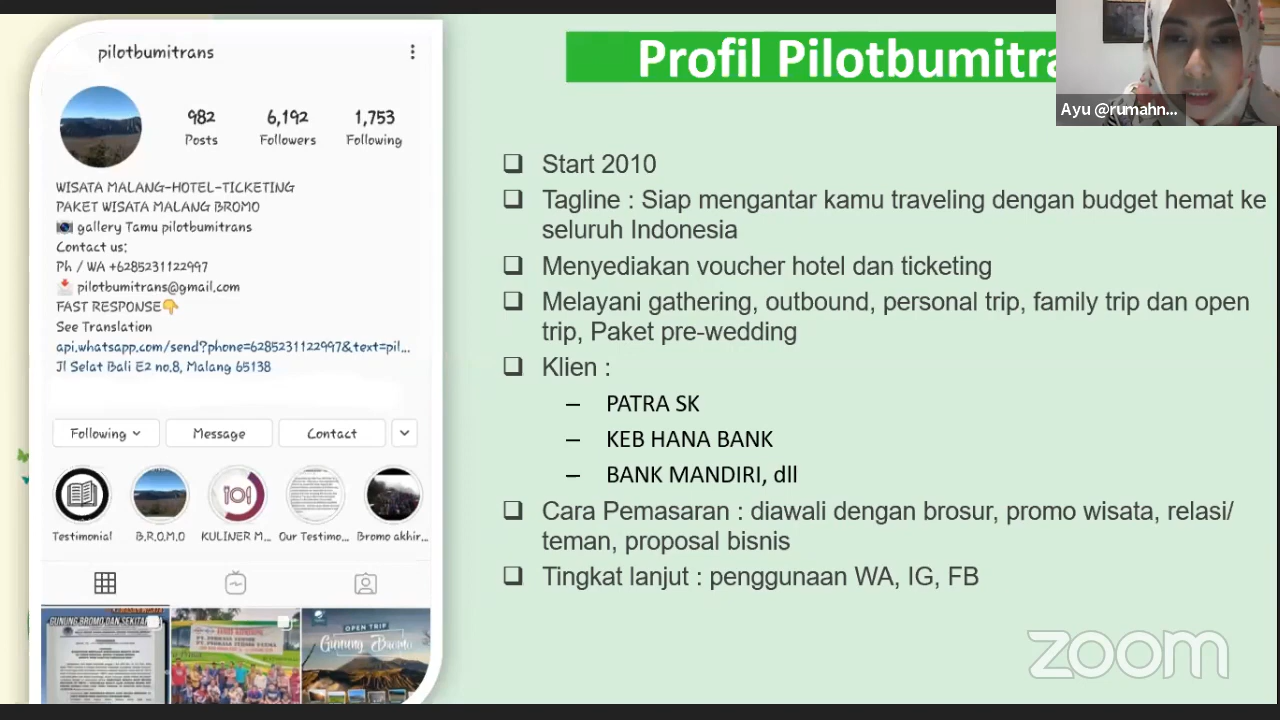 pilotbumitrans
982
6,192
1,753
Posts
Followers
Following
WISATA MALANG-HOTEL-TICKETING
PAKET WISATA MALANG BROMO
gallery Tamu pilotbumitrans
Contact us:
Ph / WA +6285231122997
pilotbumitrans@gmail.com
FAST RESPONSE
See Translation
api.whatsapp.com/send?phone=6285231122997&text=pil...
Jl Selat Bali E2 no.8, Malang 65138
Following
Message
Contact
Testimonial
B.R.O.M.O
KULINER M...
Our Testimo...
Bromo akhir...
GUNUNG BROMO DAN SEKITAR
OPEN TRIP
Gunung Bromo
Profil Pilotbumitra
Ayu @rumahn...
Start 2010
Tagline : Siap mengantar kamu traveling dengan budget hemat ke
seluruh Indonesia
Menyediakan voucher hotel dan ticketing
Melayani gathering, outbound, personal trip, family trip dan open
trip, Paket pre-wedding
Klien :
– PATRA SK
– KEB HANA BANK
– BANK MANDIRI, dll
Cara Pemasaran : diawali dengan brosur, promo wisata, relasi/
teman, proposal bisnis
Tingkat lanjut : penggunaan WA, IG, FB
zoom